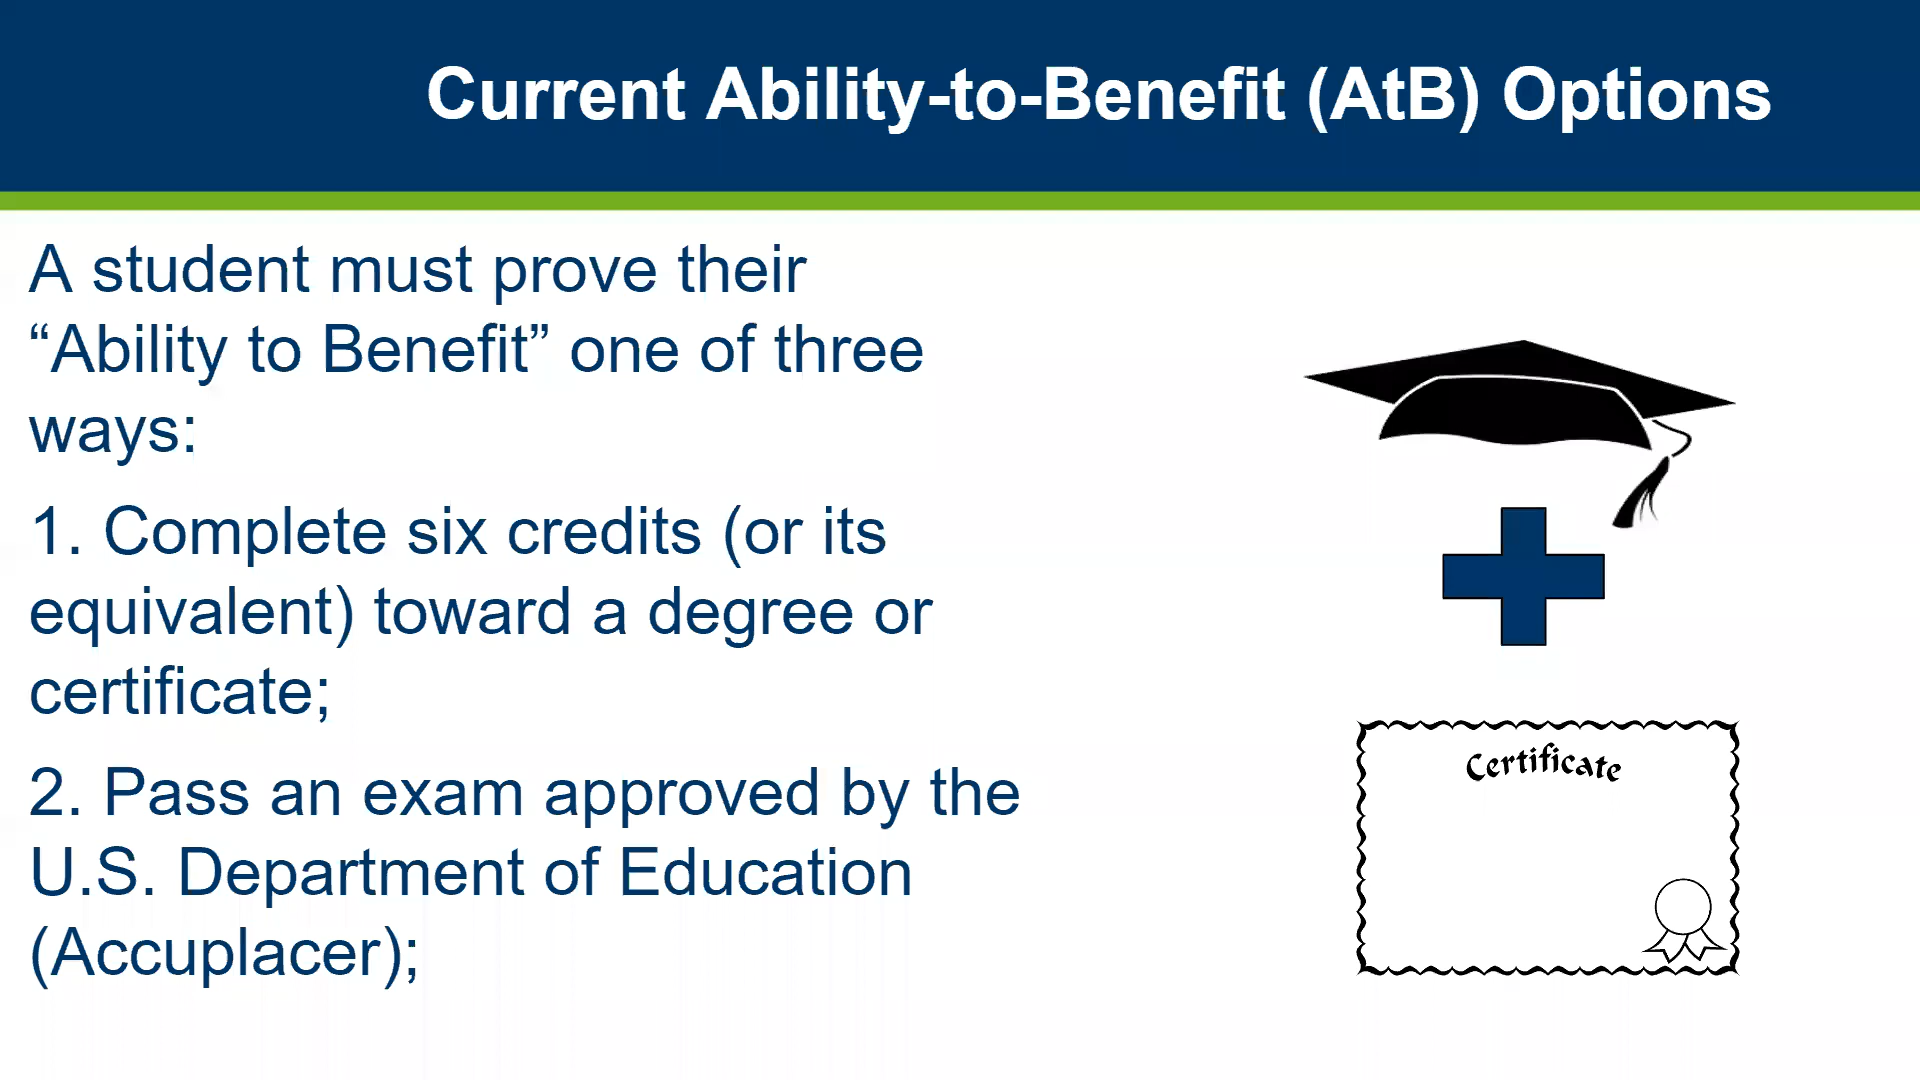 Current Ability-to-Benefit (AtB) Options
A student must prove their
“Ability to Benefit” one of three
ways:
1. Complete six credits (or its
equivalent) toward a degree or
certificate;
2. Pass an exam approved by the
U.S. Department of Education
(Accuplacer);
Certificate